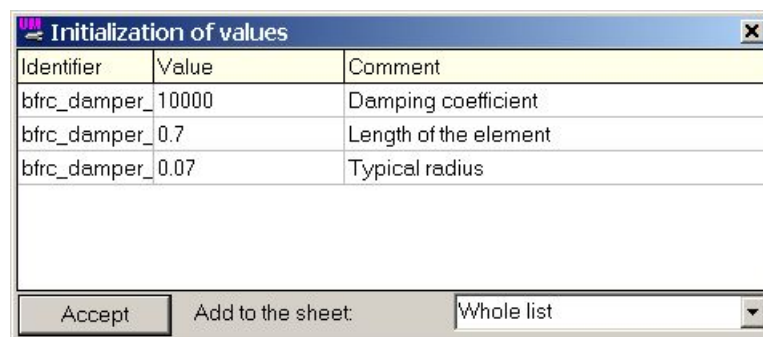 UM Initialization of values
Identifier Value Comment
bfrc_damper_ 10000 Damping coefficient
bfrc_damper_ 0.7 Length of the element
bfrc_damper_ 0.07 Typical radius
Accept Add to the sheet: Whole list